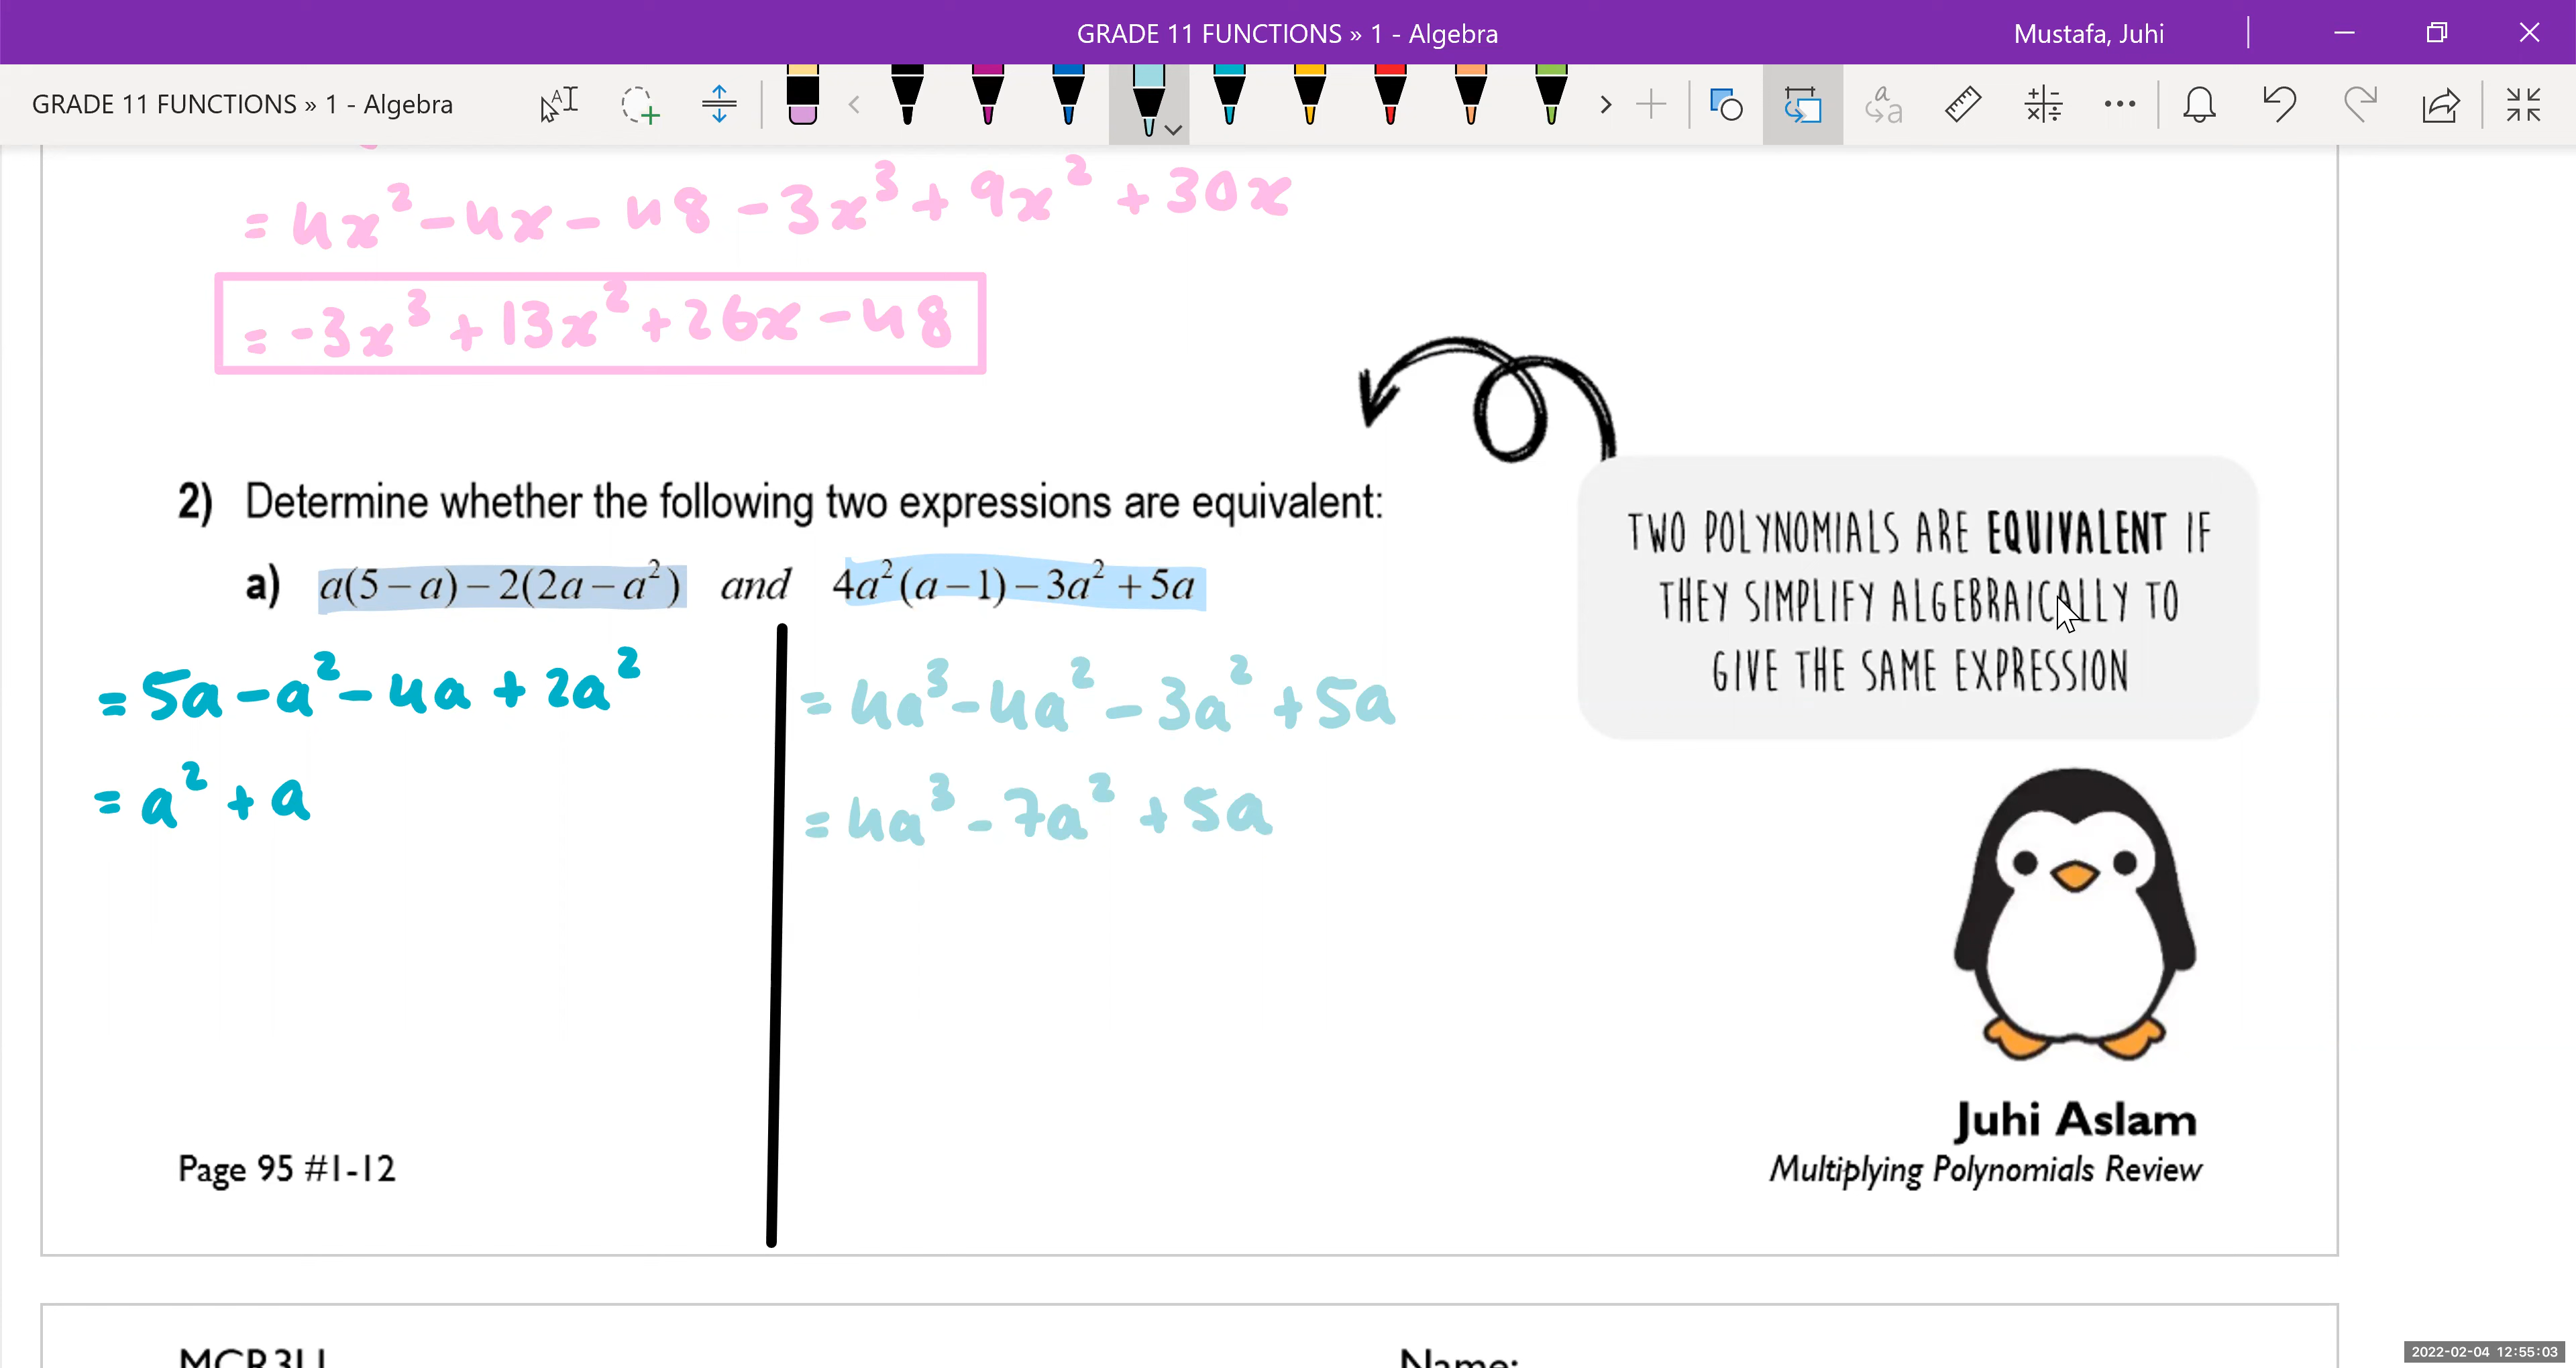 GRADE 11 FUNCTIONS » 1 - Algebra
Mustafa, Juhi
GRADE 11 FUNCTIONS » 1 - Algebra
= 4x² - 4x - 48 - 3x³ + 9x² + 30x
= -3x³ + 13x² + 26x - 48
2) Determine whether the following two expressions are equivalent:
a) a(5 – a) – 2(2a – a²) and 4a²(a – 1) – 3a² + 5a
= 5a - a² - 4a + 2a²
= a² + a
= 4a³ - 4a² - 3a² + 5a
= 4a³ - 7a² + 5a
TWO POLYNOMIALS ARE EQUIVALENT IF
THEY SIMPLIFY ALGEBRAICALLY TO
GIVE THE SAME EXPRESSION
Juhi Aslam
Page 95 #1-12
Multiplying Polynomials Review
Name:
2022-02-04 12:55:03